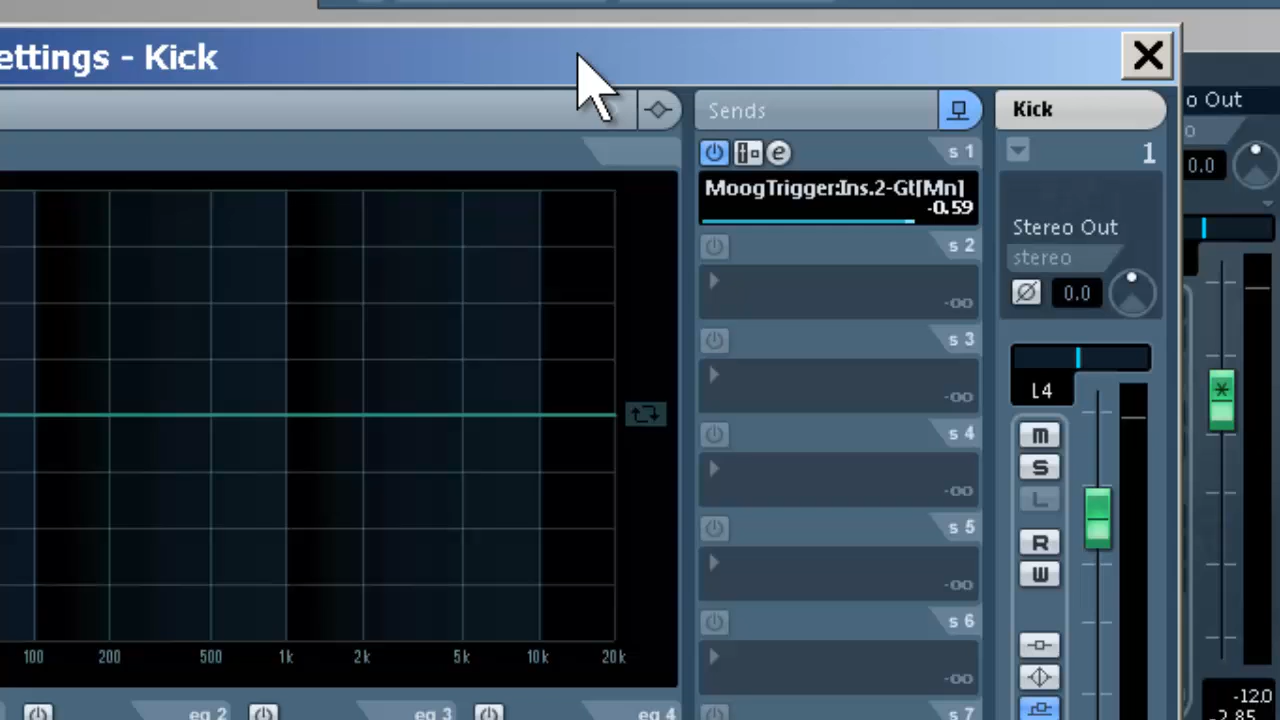 ettings - Kick
o Out
Sends
Kick
e
s 1
1
MoogTrigger:Ins.2-Gt[Mn]
-0.59
0.0
Stereo Out
stereo
0.0
s 2
-oo
s 3
-oo
L4
s 4
-oo
M
S
L
R
W
s 5
-oo
s 6
-oo
s 7
100 200 500 1k 2k 5k 10k 20k
eq 2
eq 3
eq 4
-12.0
-2.85